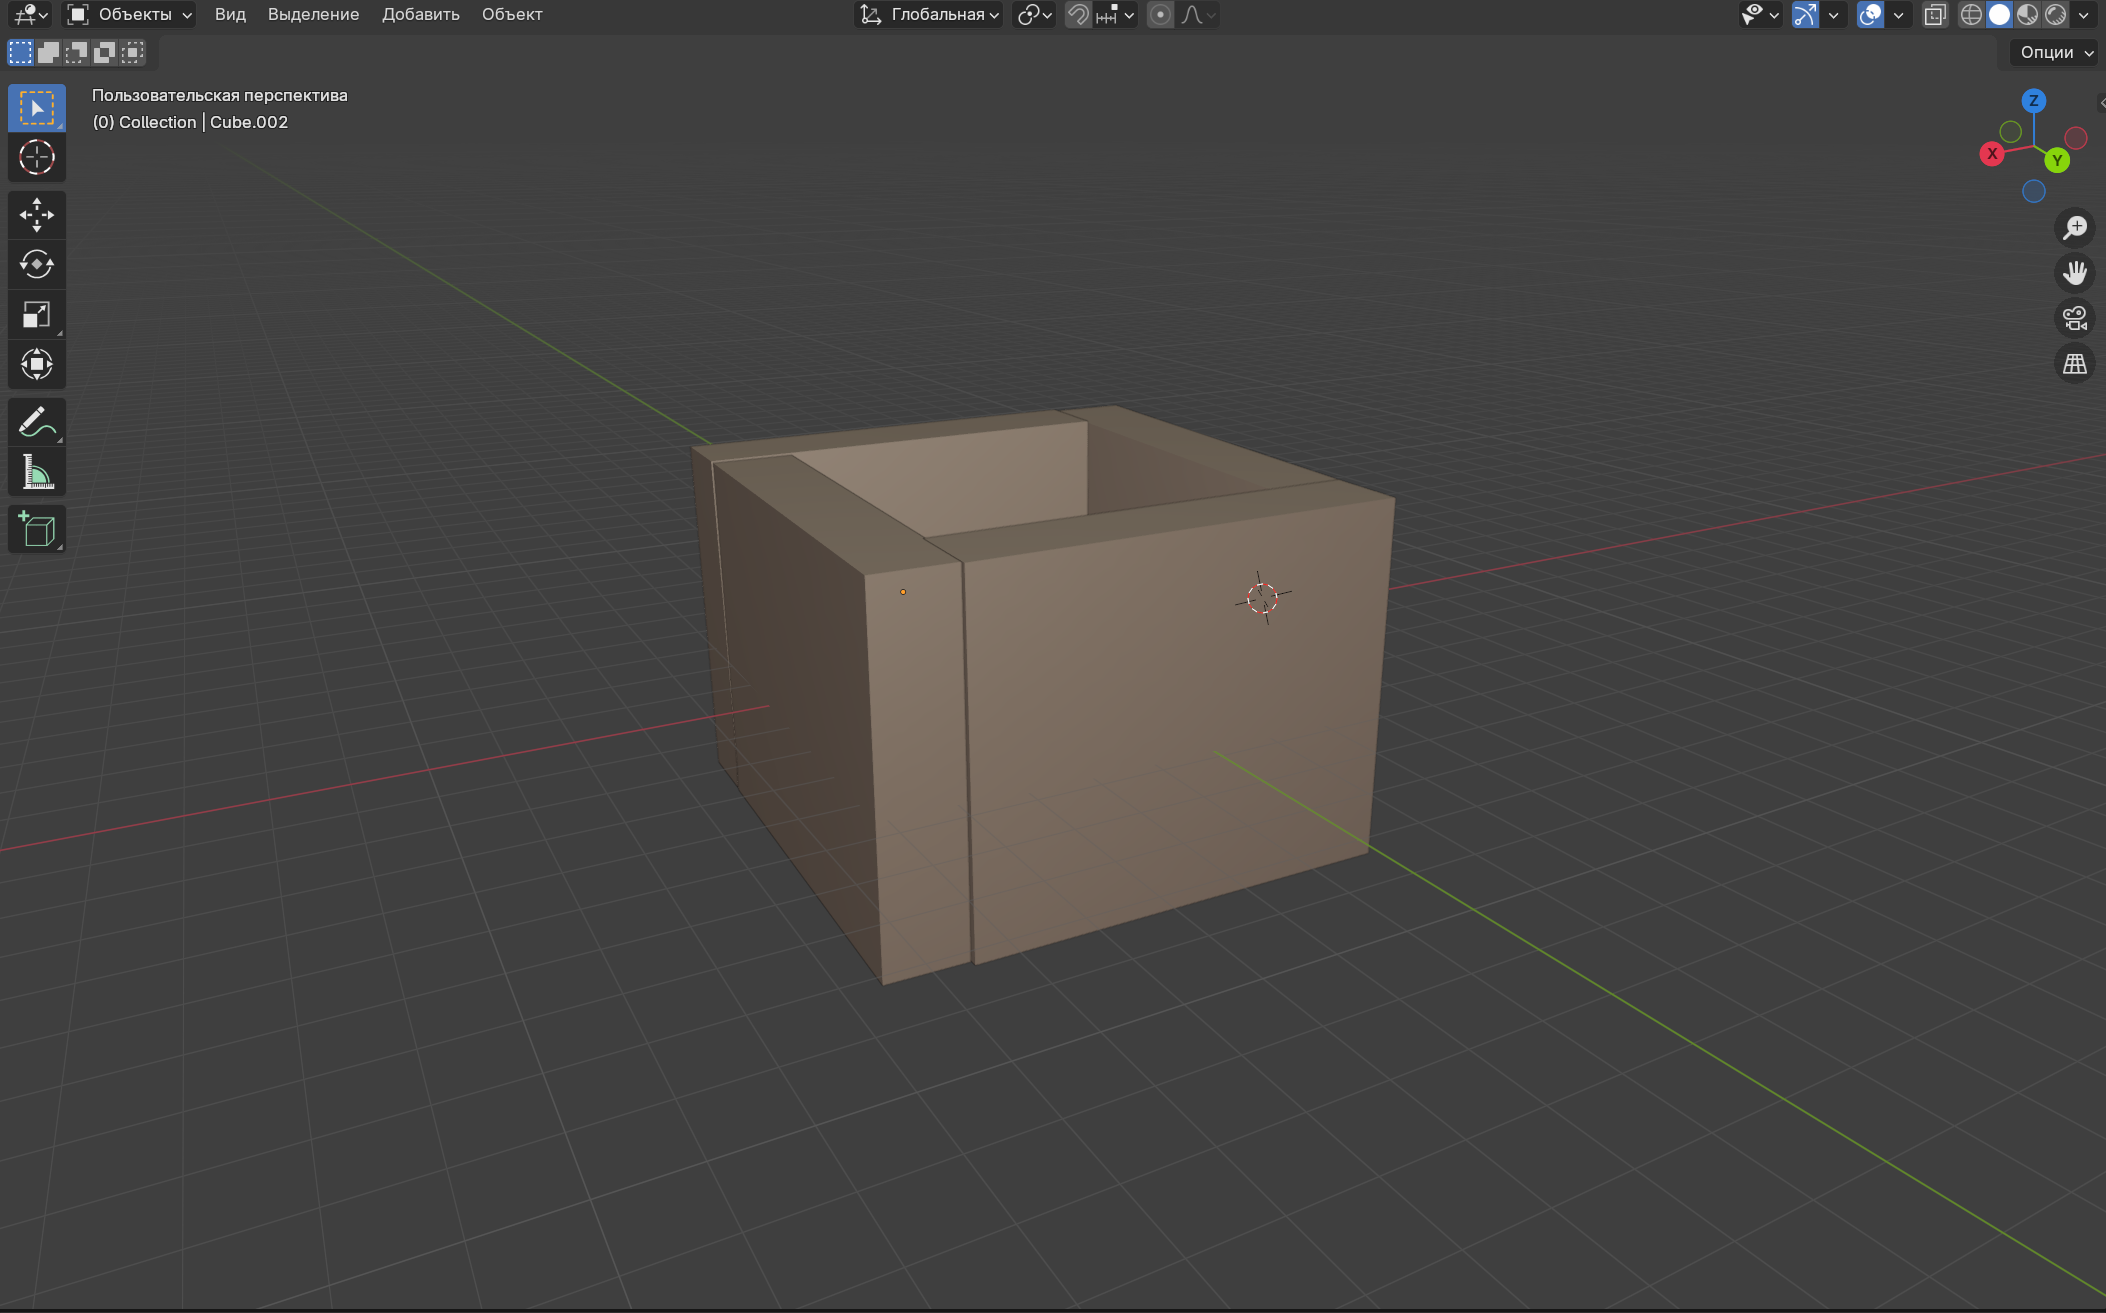 Объекты Вид Выделение Добавить Объект Глобальная
Опции
Пользовательская перспектива
(0) Collection | Cube.002
Z
X
Y